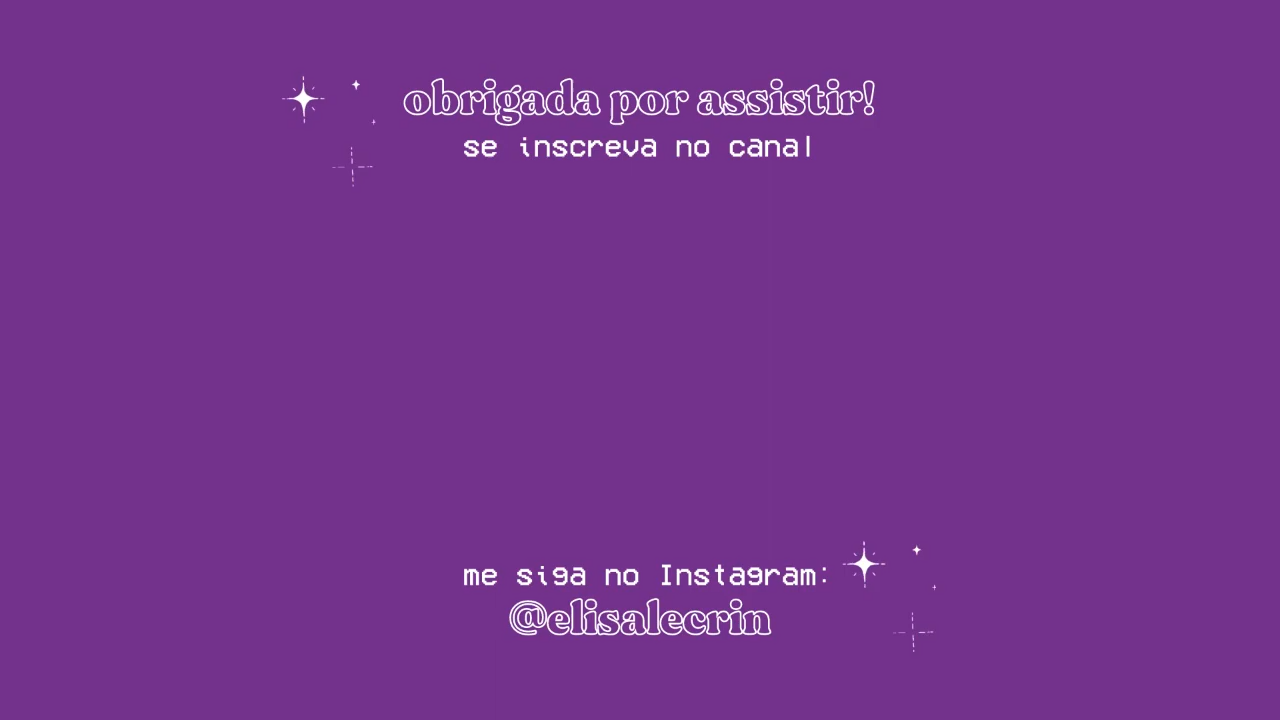 obrigada por assistir!
se inscreva no canal
me siga no Instagram:
@elisalecrin